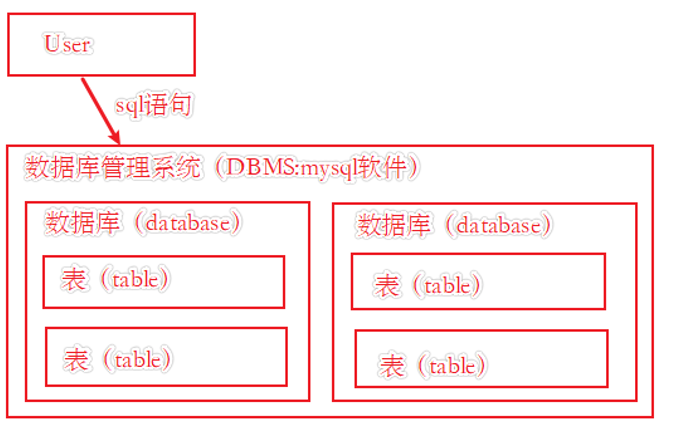 User
sql语句
数据库管理系统（DBMS:mysql软件）
数据库（database）
表（table）
表（table）
数据库（database）
表（table）
表（table）